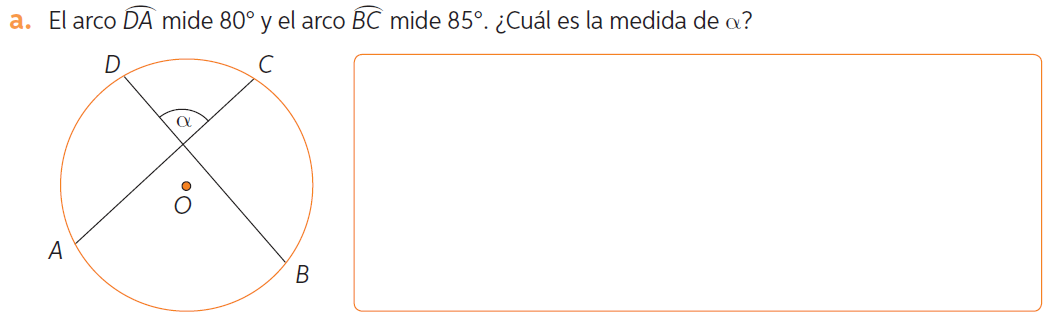 a. El arco DA mide 80° y el arco BC mide 85°. ¿Cuál es la medida de α?
D
C
α
O
A
B